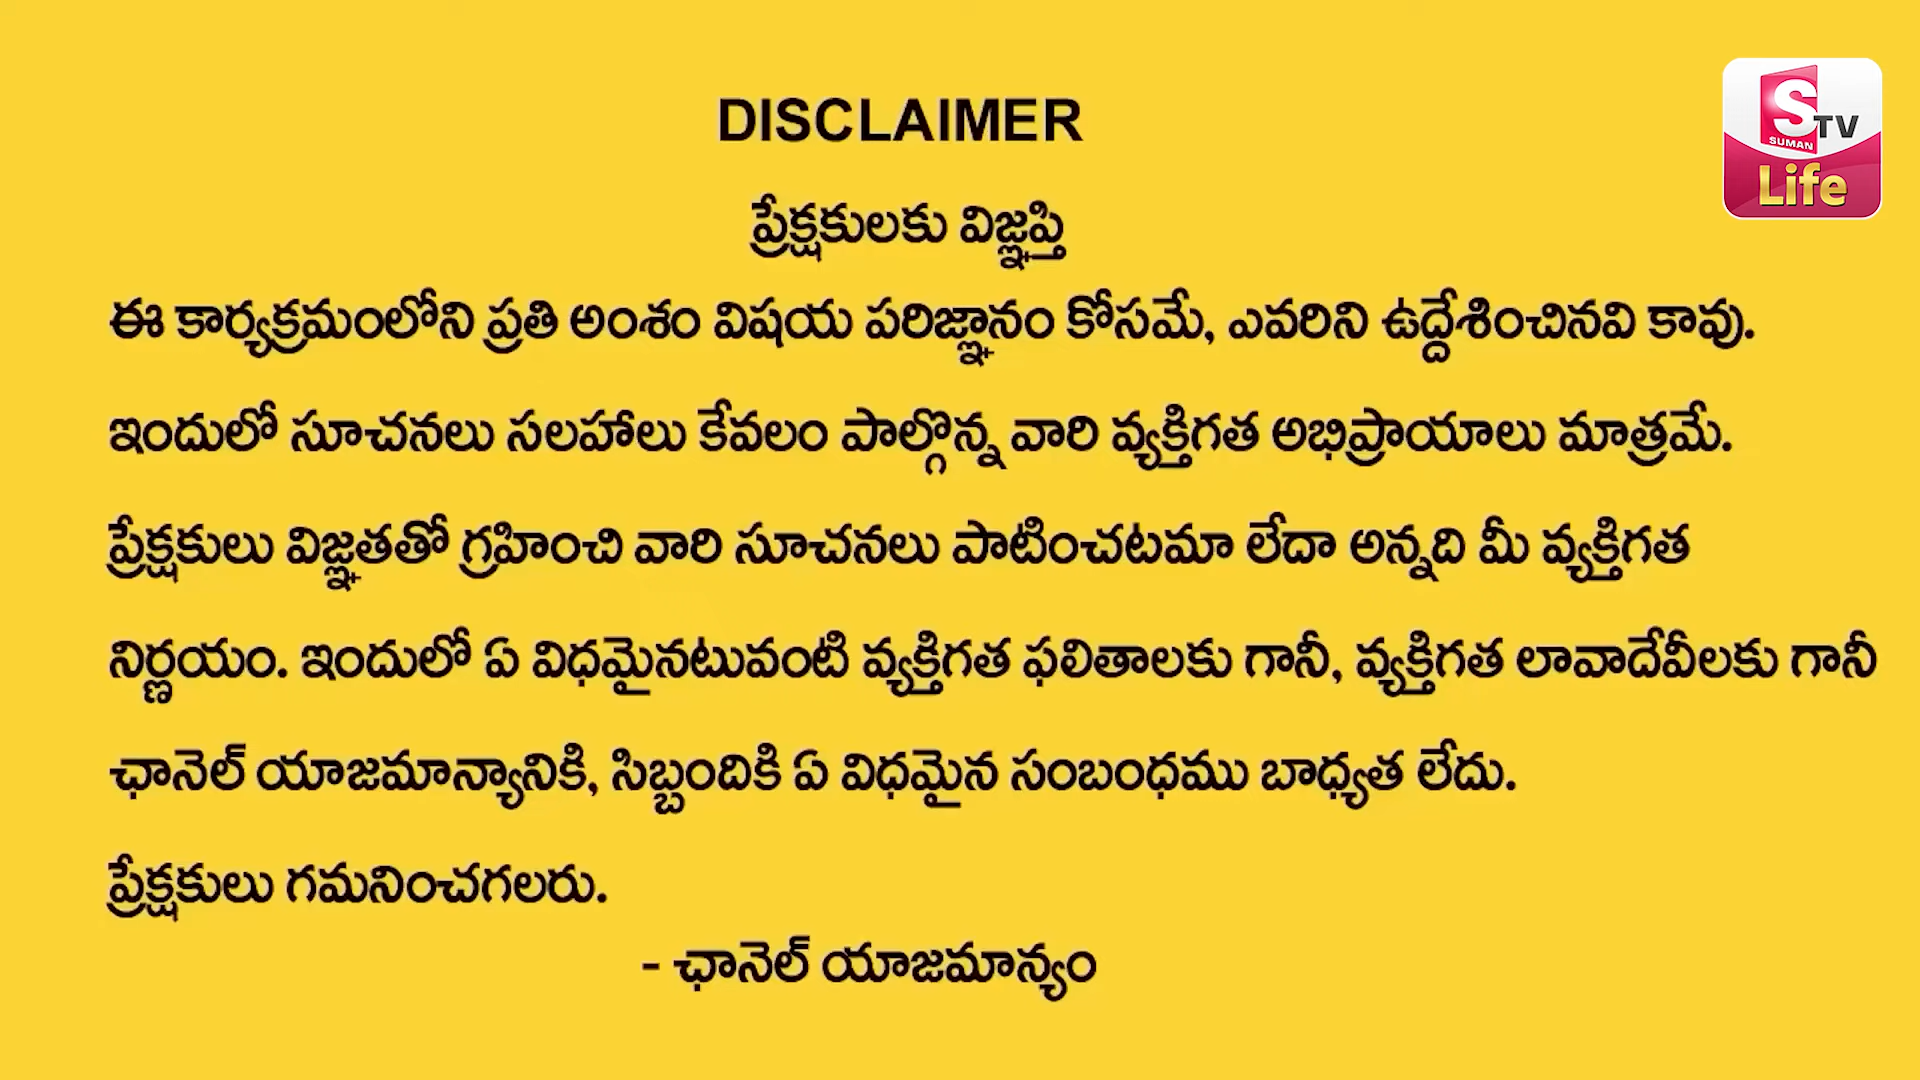 DISCLAIMER
S TV
SUMAN
Life
ప్రేక్షకులకు విజ్ఞప్తి
ఈ కార్యక్రమంలోని ప్రతి అంశం విషయ పరిజ్ఞానం కోసమే, ఎవరిని ఉద్దేశించినవి కావు.
ఇందులో సూచనలు సలహాలు కేవలం పాల్గొన్న వారి వ్యక్తిగత అభిప్రాయాలు మాత్రమే.
ప్రేక్షకులు విజ్ఞతతో గ్రహించి వారి సూచనలు పాటించటమా లేదా అన్నది మీ వ్యక్తిగత
నిర్ణయం. ఇందులో ఏ విధమైనటువంటి వ్యక్తిగత ఫలితాలకు గానీ, వ్యక్తిగత లావాదేవీలకు గానీ
ఛానెల్ యాజమాన్యానికి, సిబ్బందికి ఏ విధమైన సంబంధము బాధ్యత లేదు.
ప్రేక్షకులు గమనించగలరు.
- ఛానెల్ యాజమాన్యం